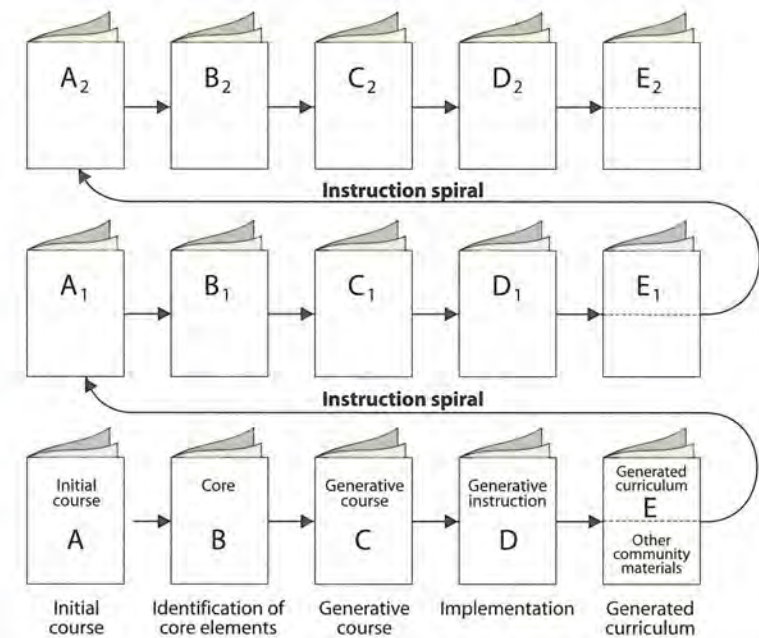 A₂ B₂ C₂ D₂ E₂
Instruction spiral
A₁ B₁ C₁ D₁ E₁
Instruction spiral
Initial
course
A
Core
B
Generative
course
C
Generative
instruction
D
Generated
curriculum
E
Other
community
materials
Initial
course
Identification of
core elements
Generative
course
Implementation
Generated
curriculum